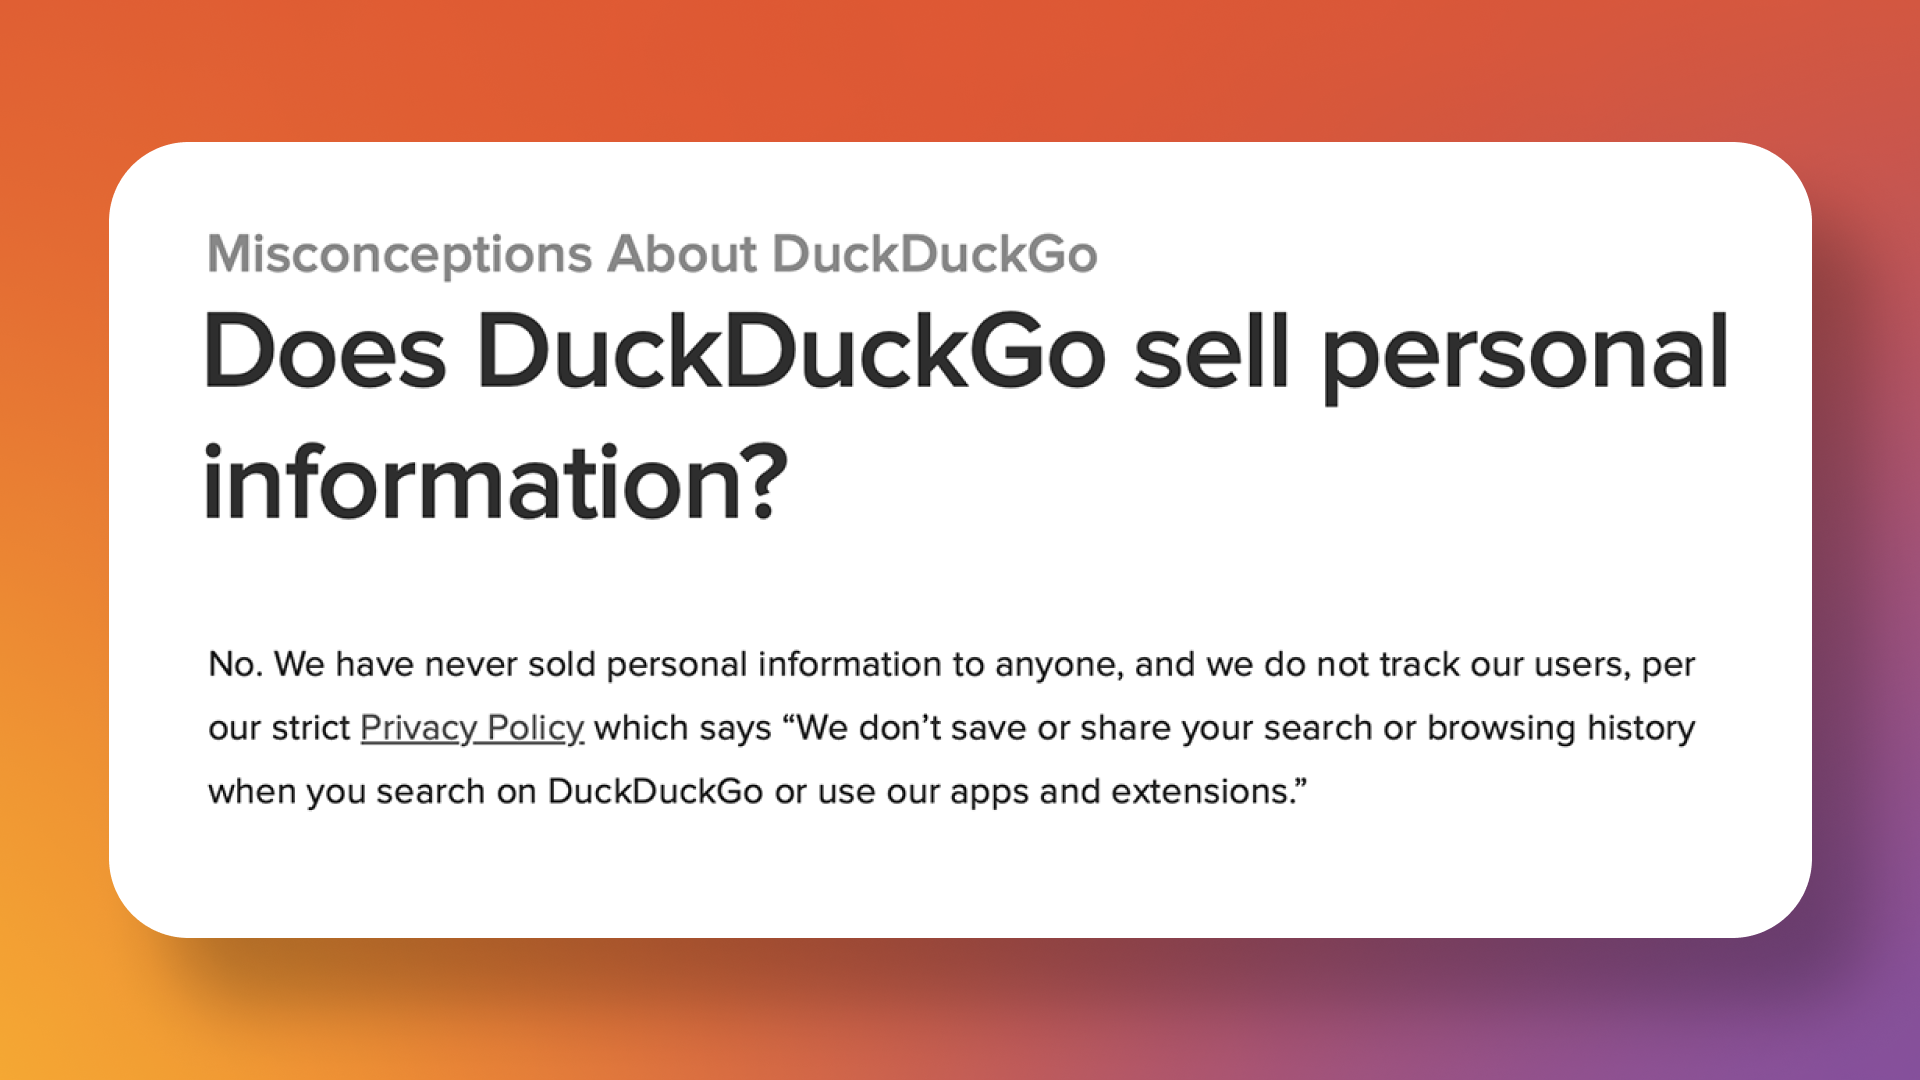 Misconceptions About DuckDuckGo
Does DuckDuckGo sell personal
information?
No. We have never sold personal information to anyone, and we do not track our users, per
our strict Privacy Policy which says “We don’t save or share your search or browsing history
when you search on DuckDuckGo or use our apps and extensions.”